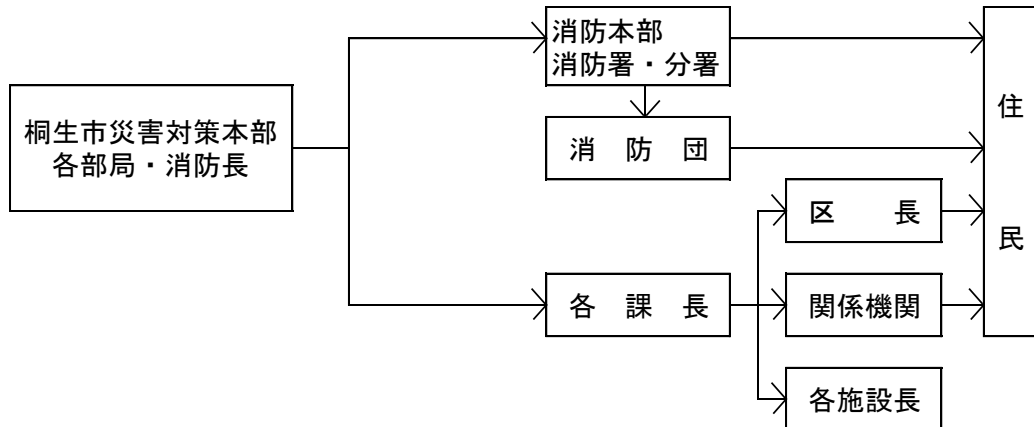 桐生市災害対策本部
各部局・消防長
消防本部
消防署・分署
消防団
各課長
区長
関係機関
各施設長
住民